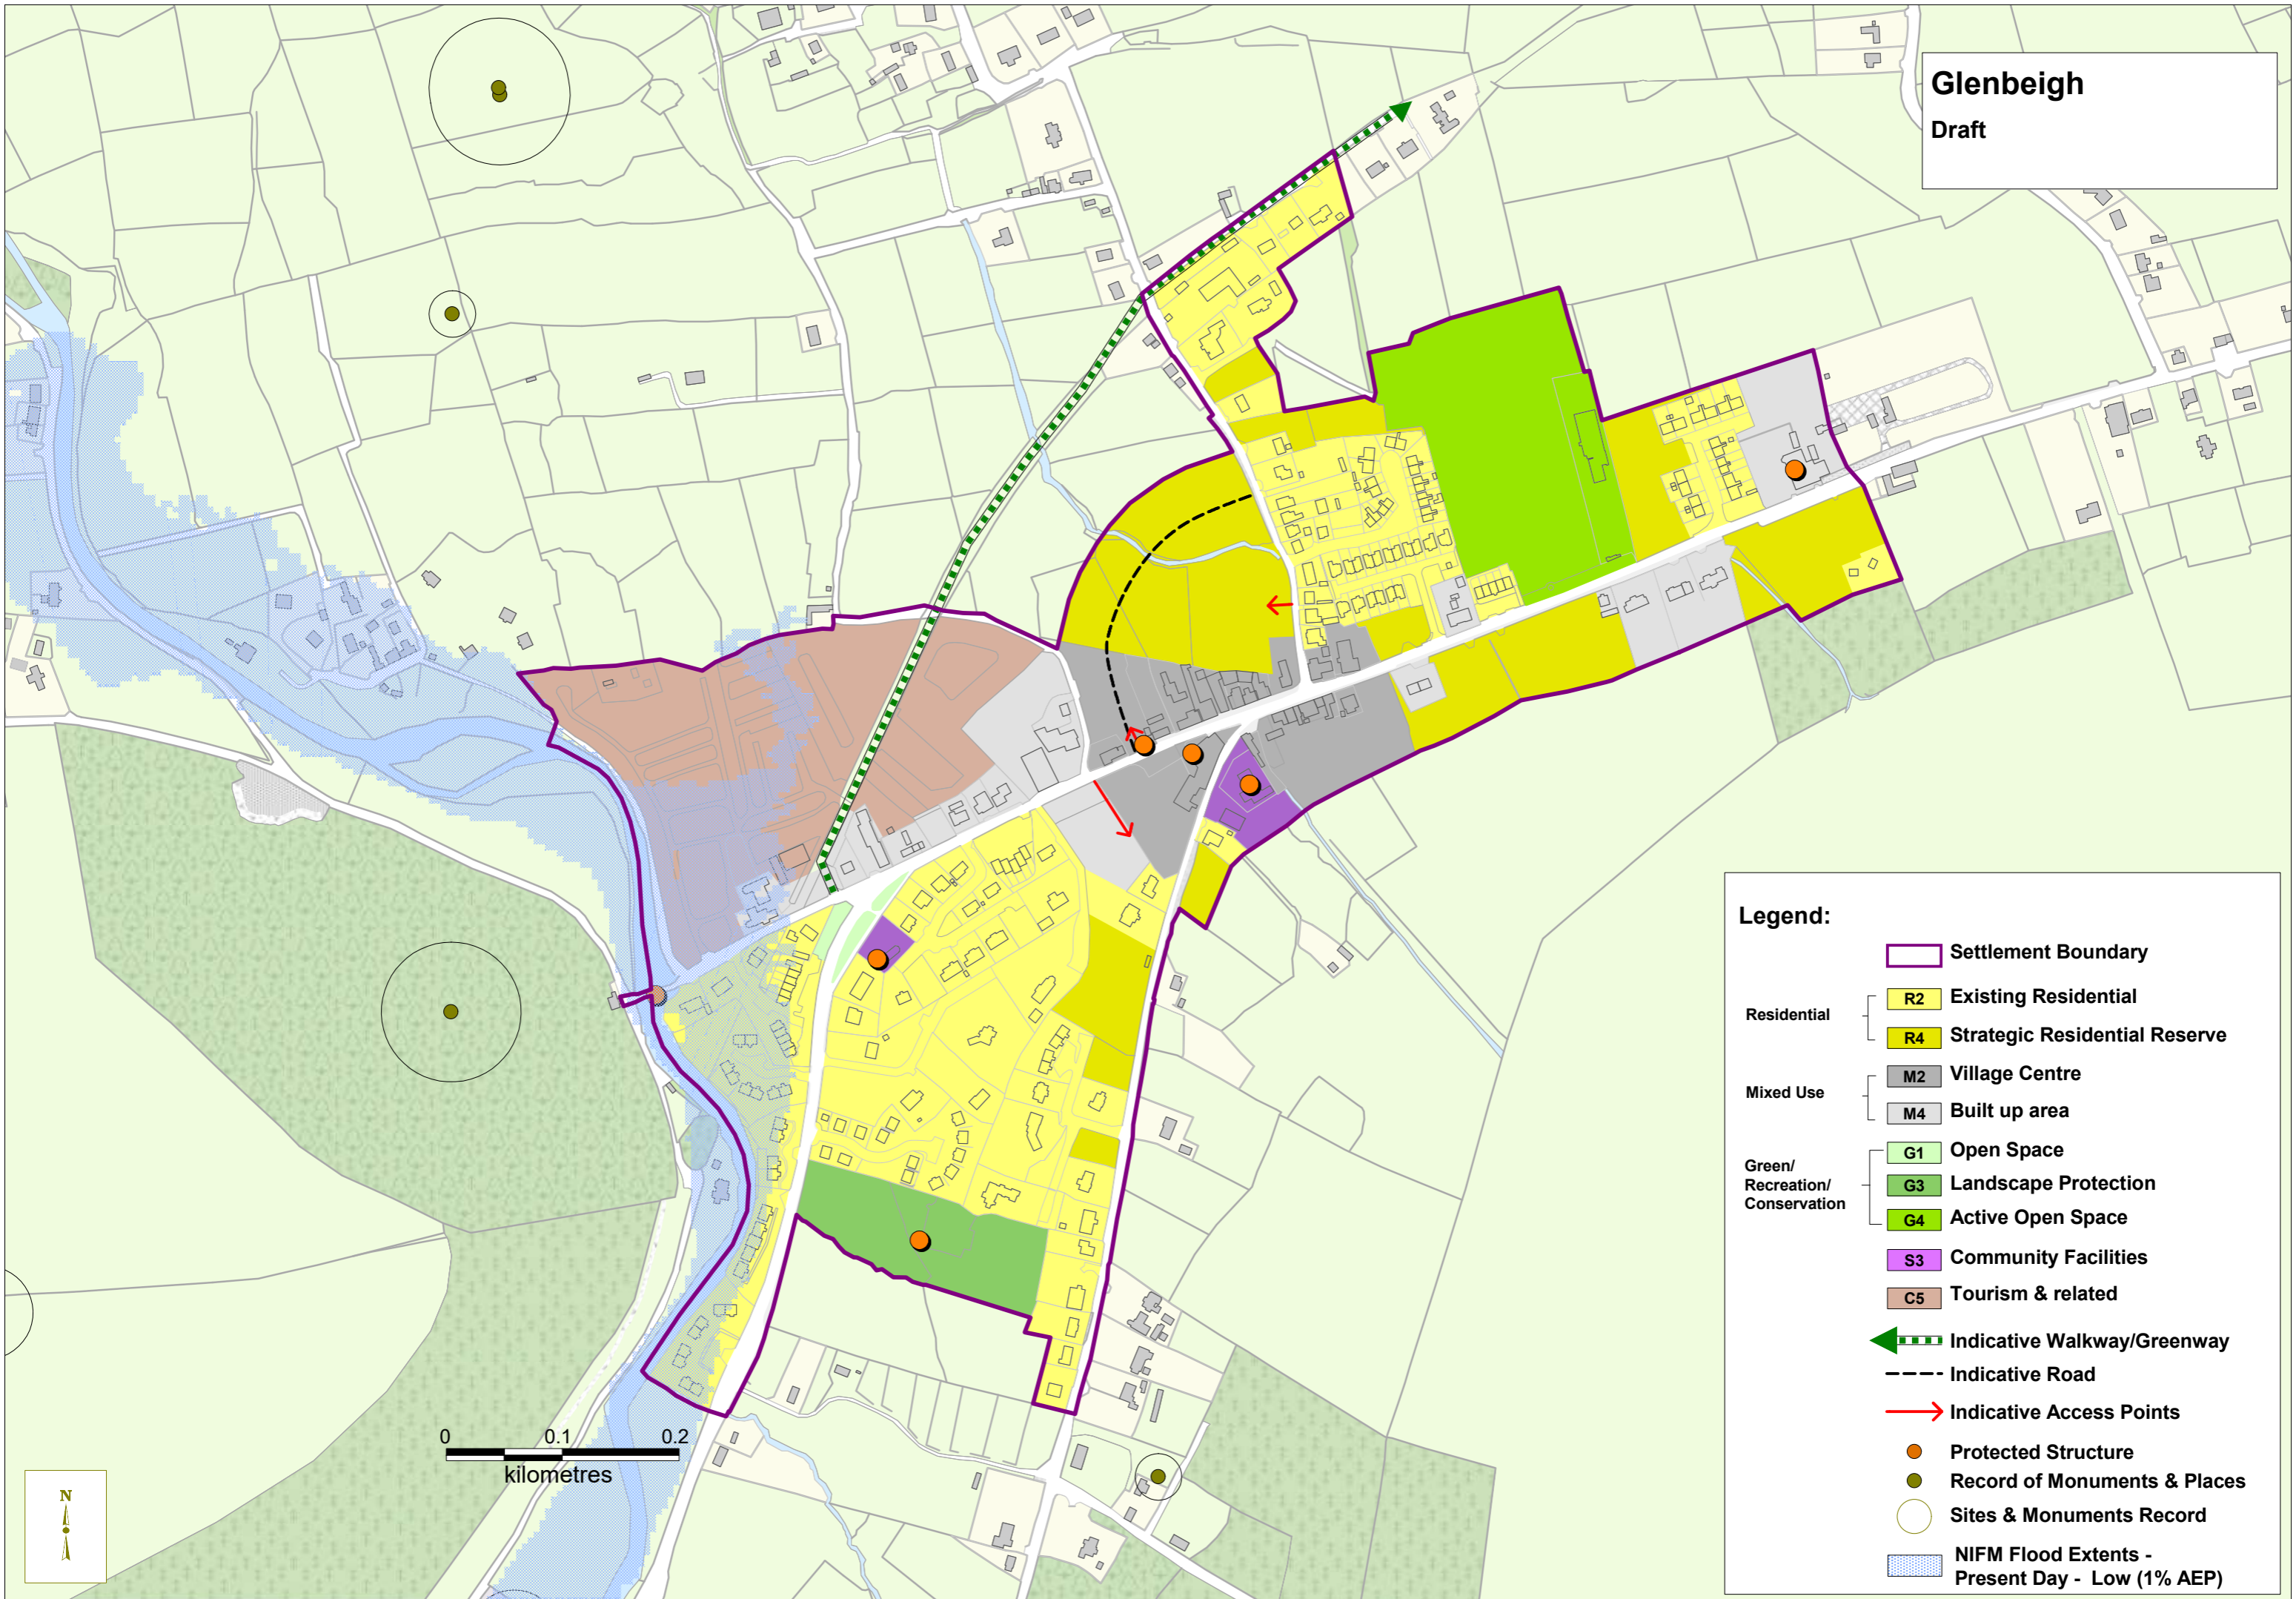 Glenbeigh
Draft
Legend:
Settlement Boundary
Residential
R2 Existing Residential
R4 Strategic Residential Reserve
Mixed Use
M2 Village Centre
M4 Built up area
Green/
Recreation/
Conservation
G1 Open Space
G3 Landscape Protection
G4 Active Open Space
S3 Community Facilities
C5 Tourism & related
Indicative Walkway/Greenway
Indicative Road
Indicative Access Points
Protected Structure
Record of Monuments & Places
Sites & Monuments Record
NIFM Flood Extents -
Present Day - Low (1% AEP)
0 0.1 0.2
kilometres
N